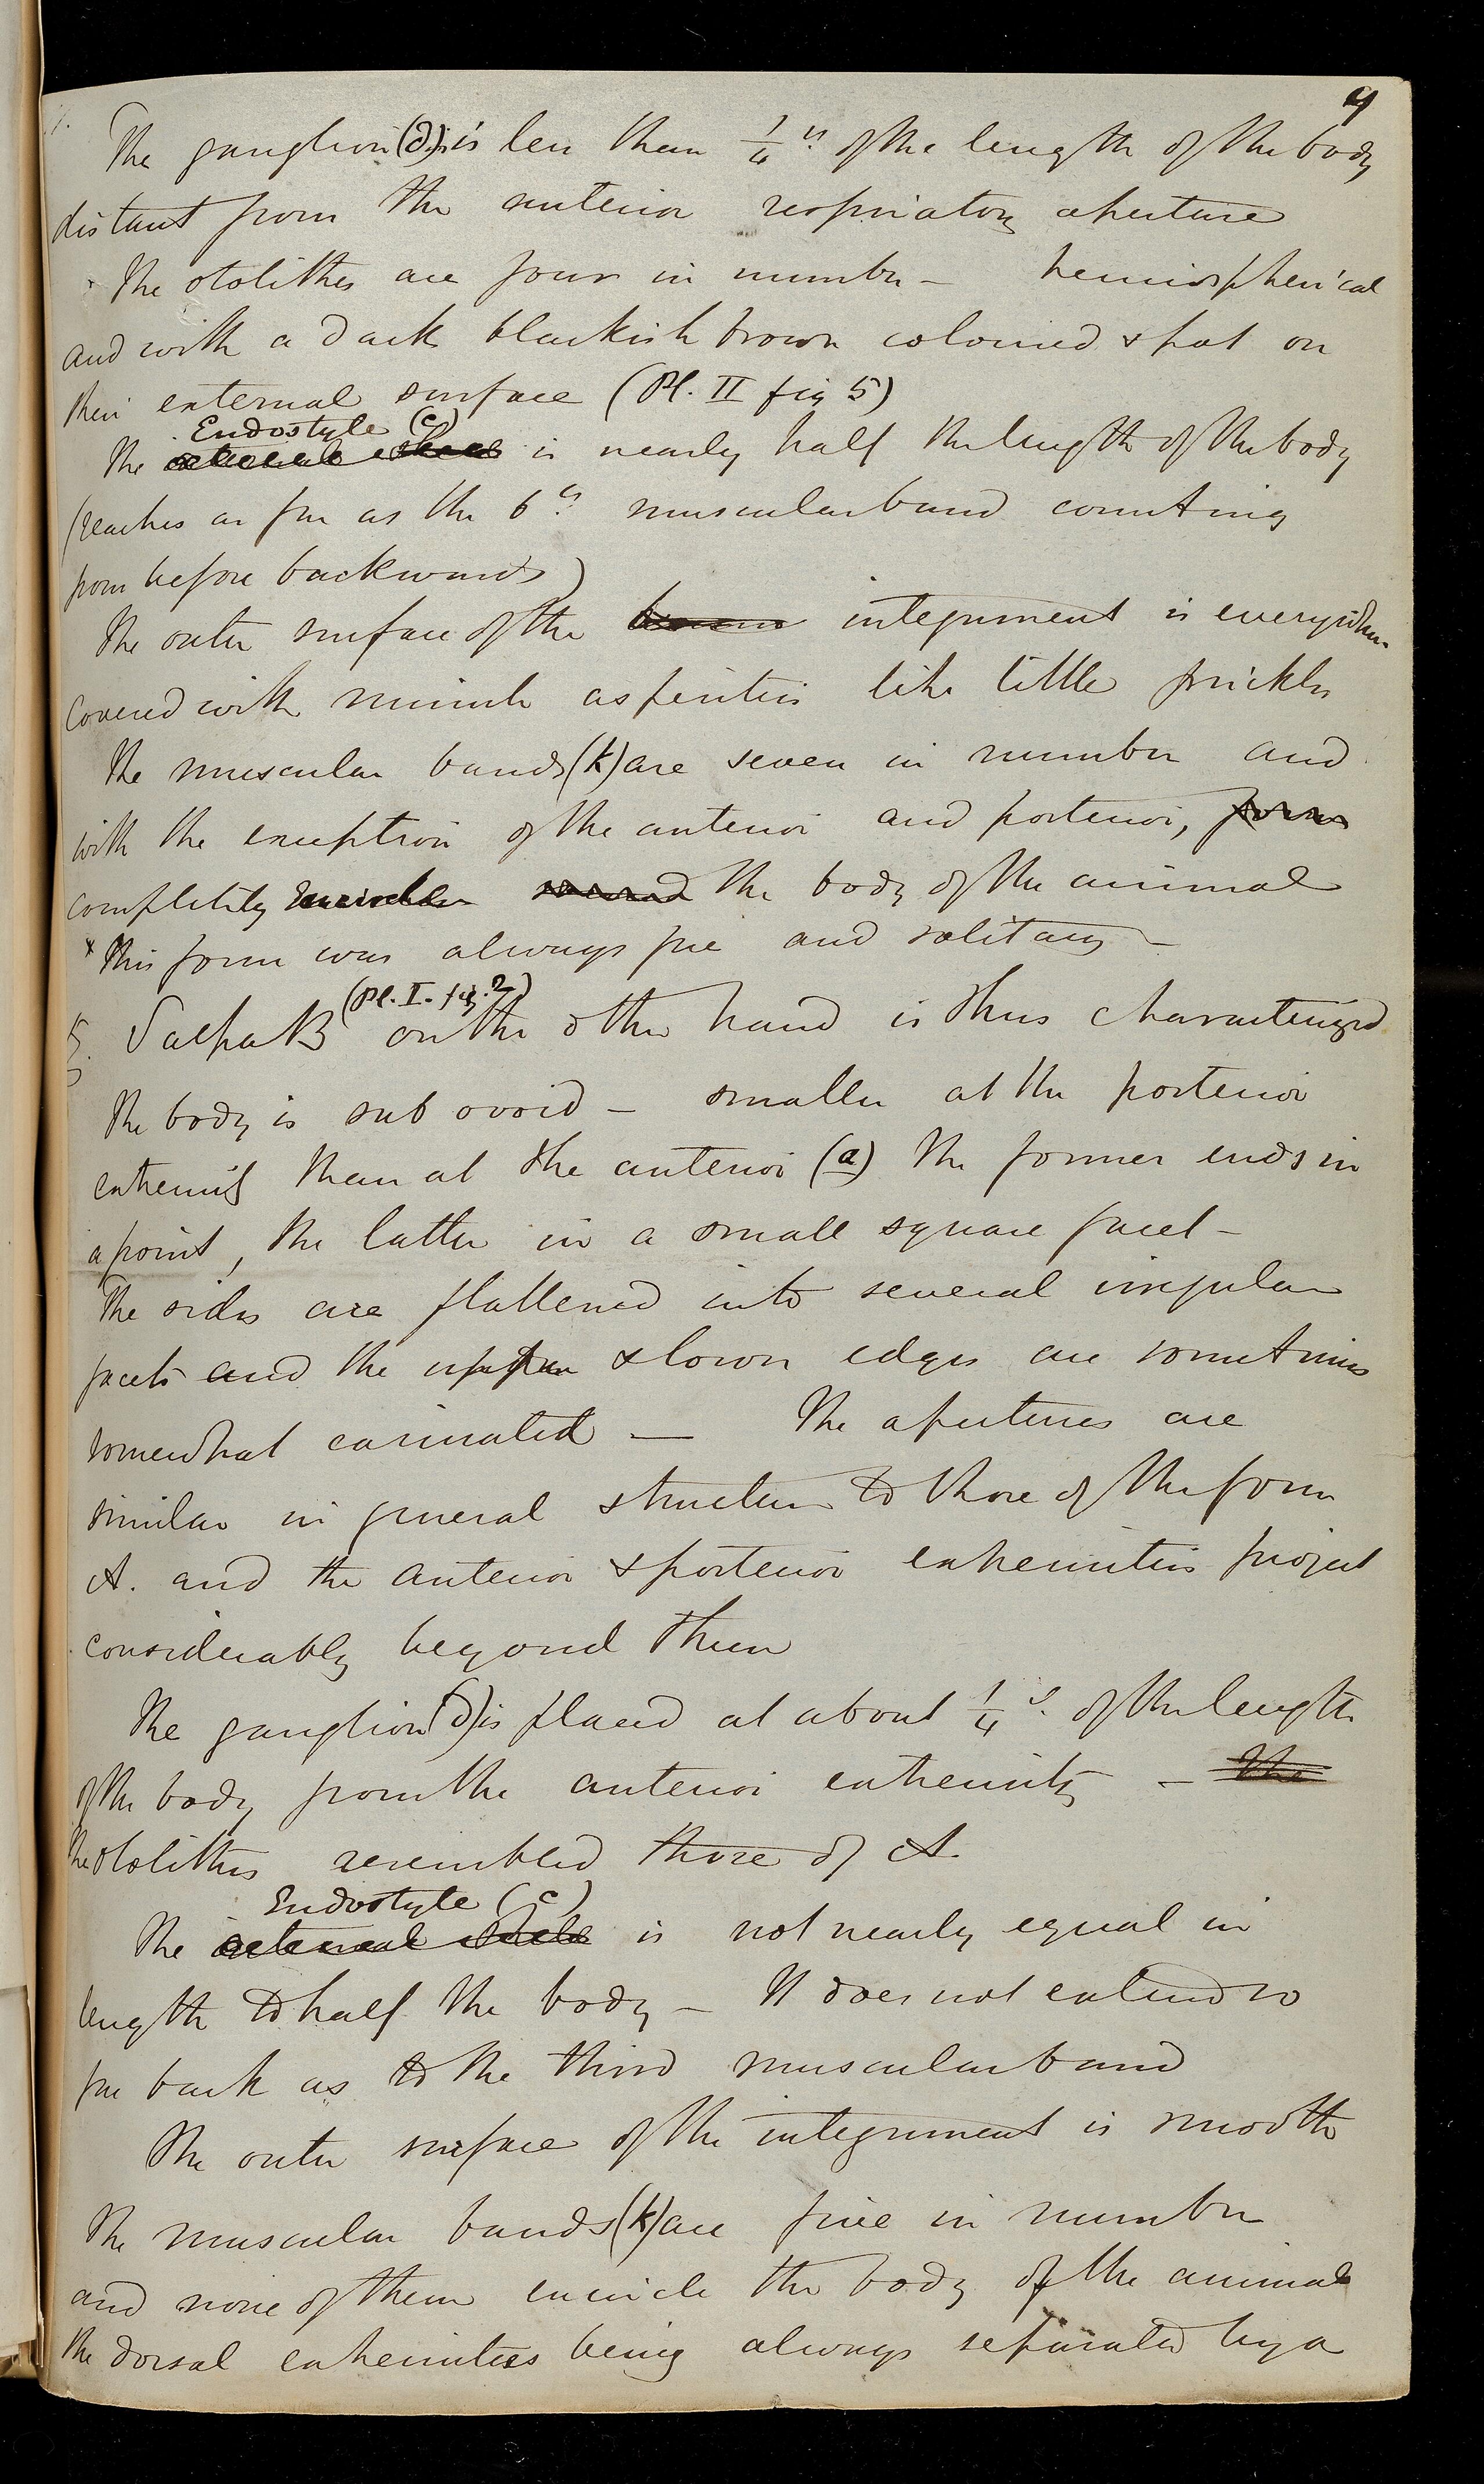 4
The ganglion (d.) is less than 1/4th of the length of the body
distant from the anterior respiratory aperture
The otolithes are four in number – hemispherical
and with a dark blackish brown coloured spot on
their external surface (Pl. II fig 5)
Endostyle (c)
The is nearly half the length of the body
(reaches as far as the 6th muscular band counting
from before backwards)
The outer surface of the integument is everywhere
covered with minute asperities like little prickles
The muscular bands (k) are seven in number and
with the exception of the anterior and posterior, form
completely encircle round the body of the animal
* This form was always free and solitary –
(Pl. I. fig. 2)
5. Salpa B on the other hand is thus characterized
The body is sub ovoid – smaller at the posterior
extremity than at the anterior (a) The former ends in
a point, the latter in a small square facet –
The sides are flattened into several irregular
facets and the upper & lower edges are sometimes
somewhat carinated — The apertures are
similar in general structure to those of the form
A. and the anterior & posterior extremities project
considerably beyond them
The ganglion (d) is placed at about 1/4th of the length
of the body from the anterior extremity – The
The otolithes resembled those of A.
Endostyle (c)
The is not nearly equal in
length to half the body – It does not extend so
far back as to the third muscular band
The outer surface of the integument is smooth
The muscular bands (k) are five in number
and none of them encircle the body of the animal
the dorsal extremities being always separated by a